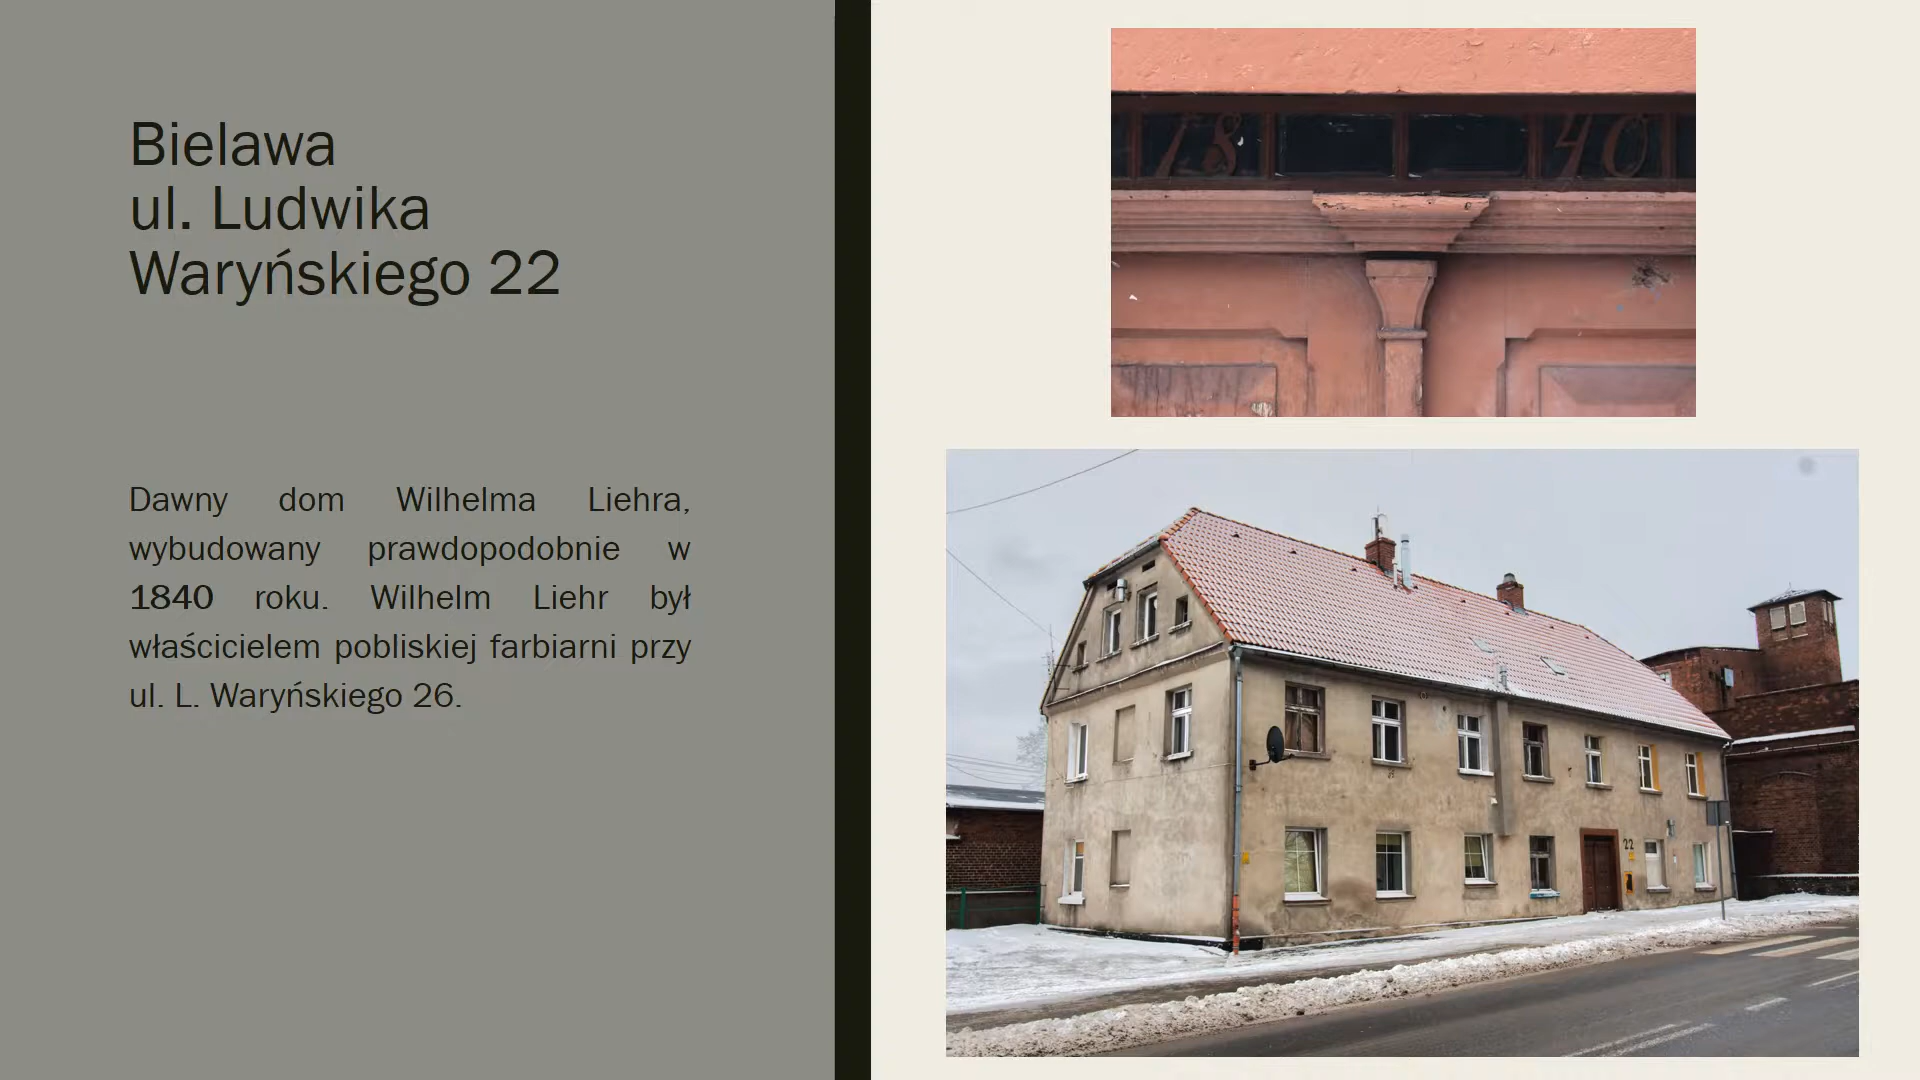 Bielawa
ul. Ludwika
Waryńskiego 22
Dawny dom Wilhelma Liehra,
wybudowany prawdopodobnie w
1840 roku. Wilhelm Liehr był
właścicielem pobliskiej farbiarni przy
ul. L. Waryńskiego 26.
18 40
22